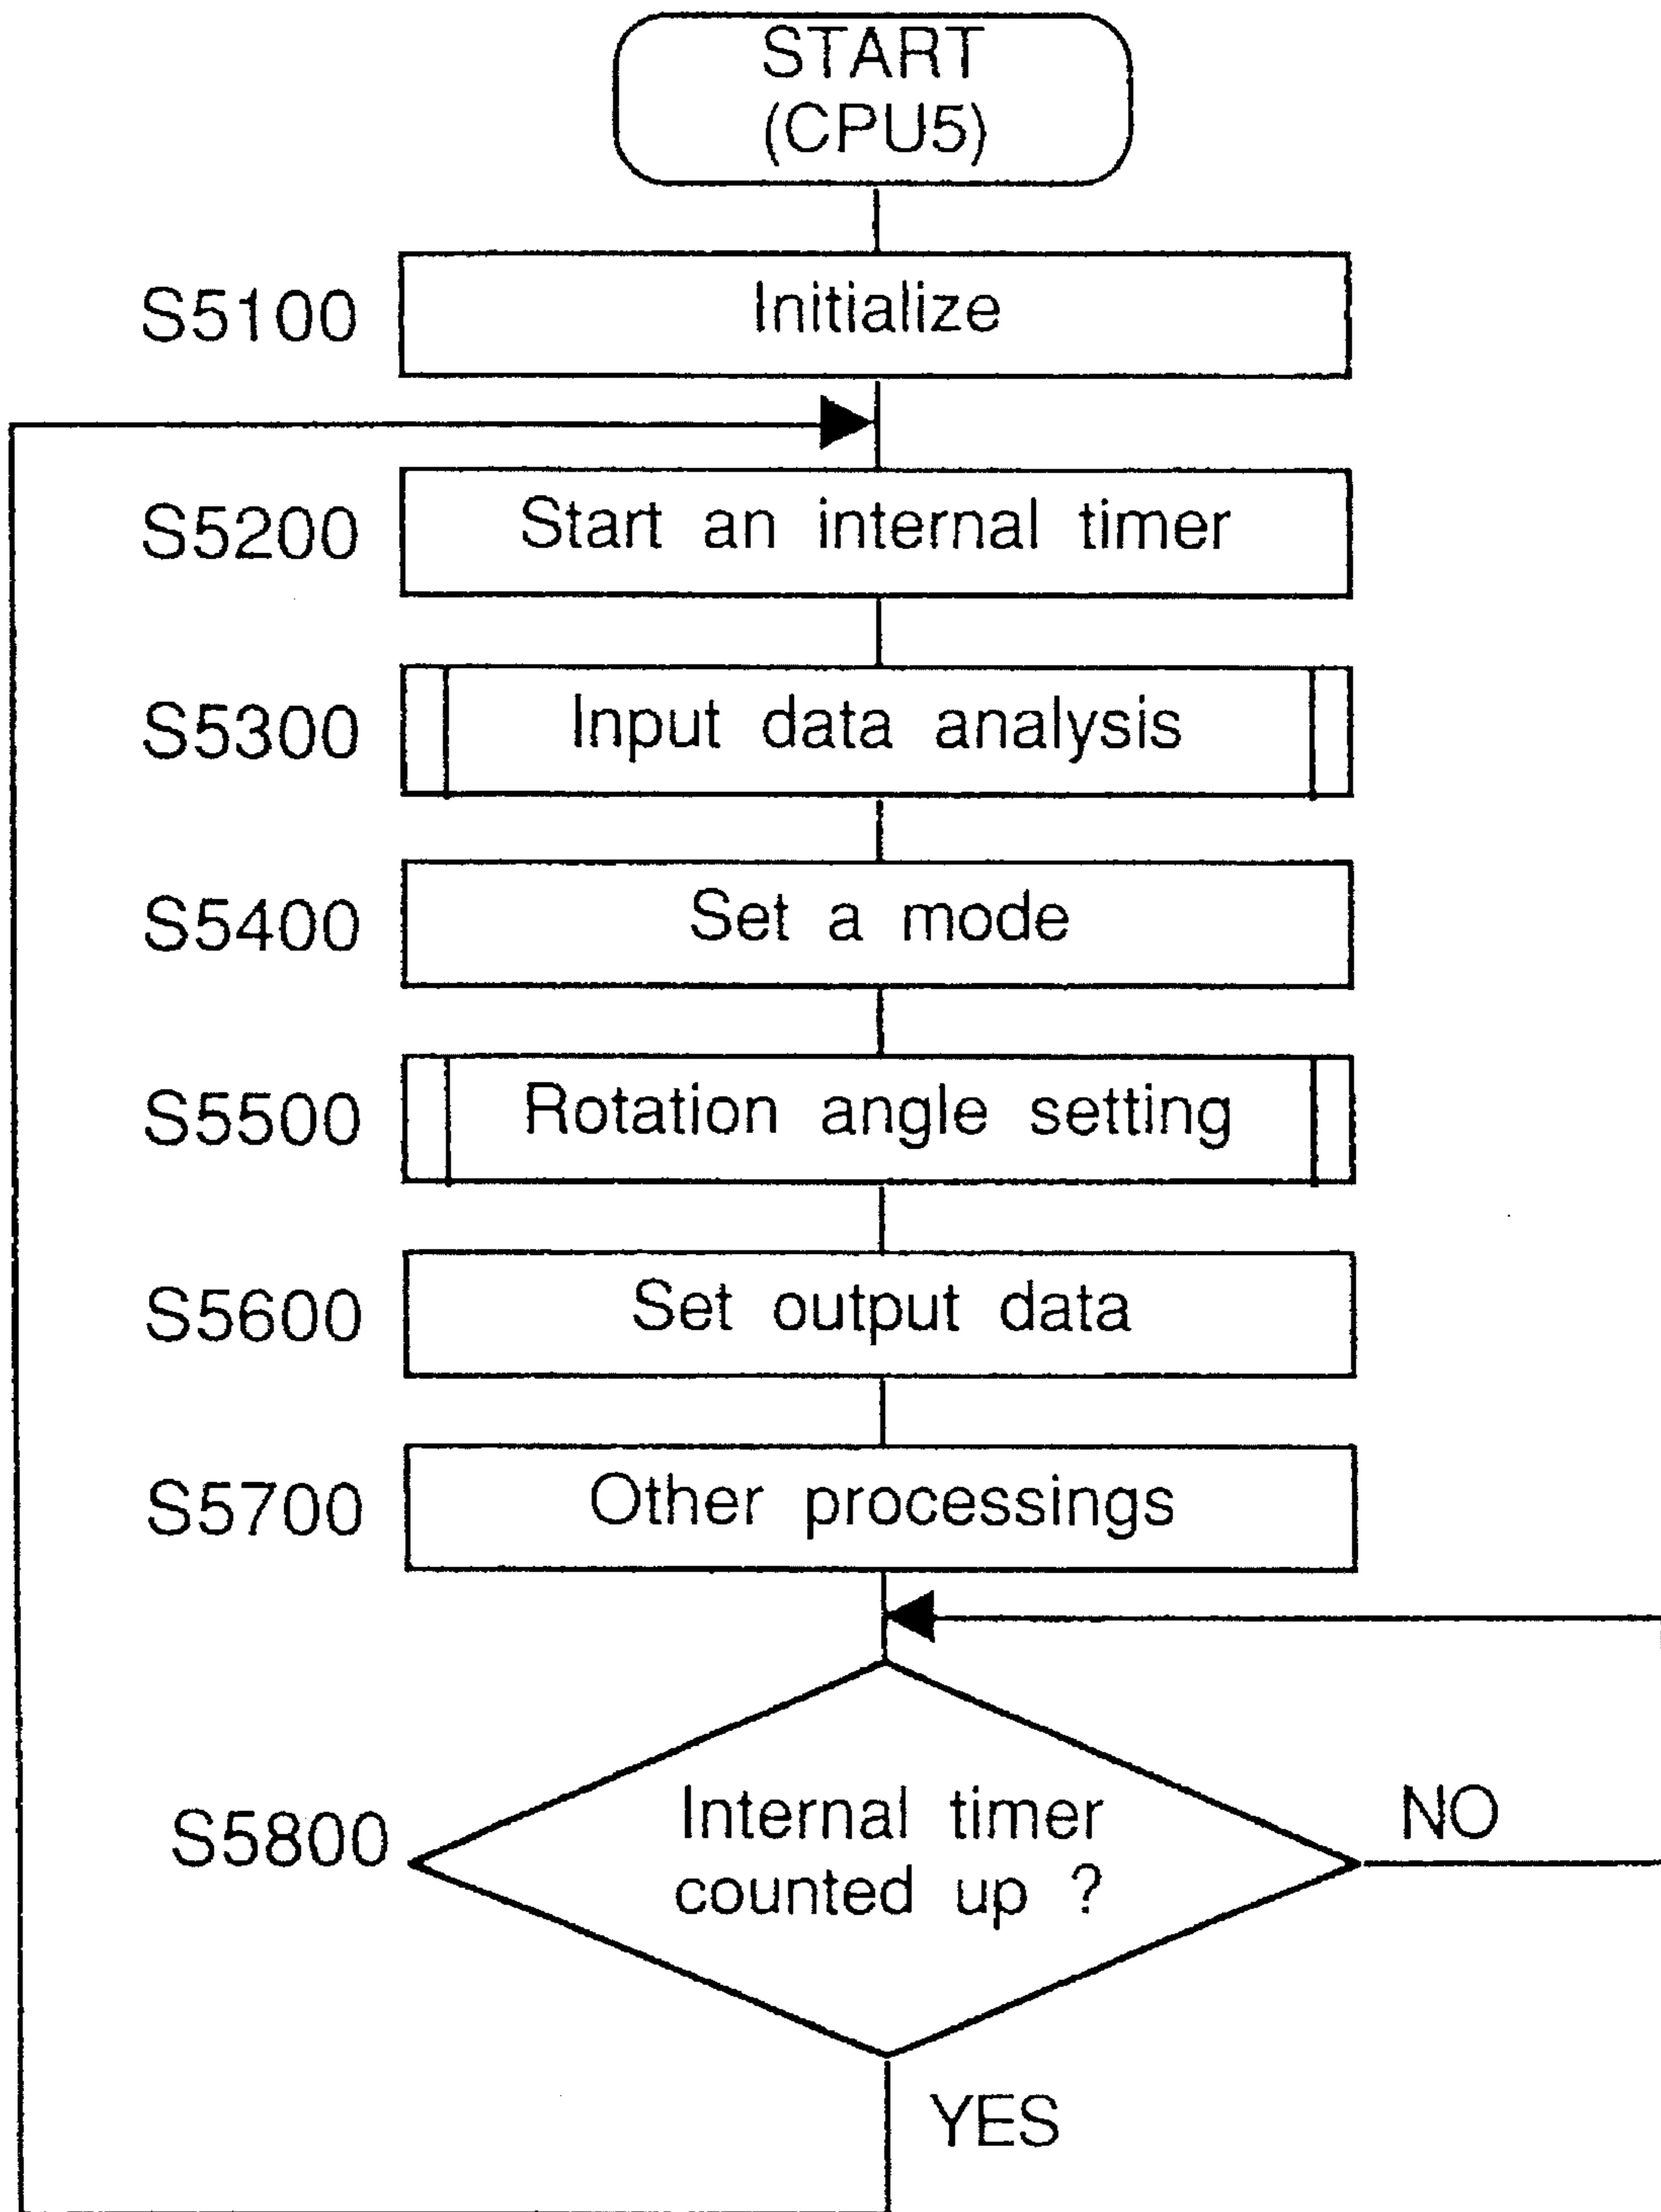 START
(CPU5)
S5100
Initialize
S5200
Start an internal timer
S5300
Input data analysis
S5400
Set a mode
S5500
Rotation angle setting
S5600
Set output data
S5700
Other processings
S5800
Internal timer
counted up ?
NO
YES